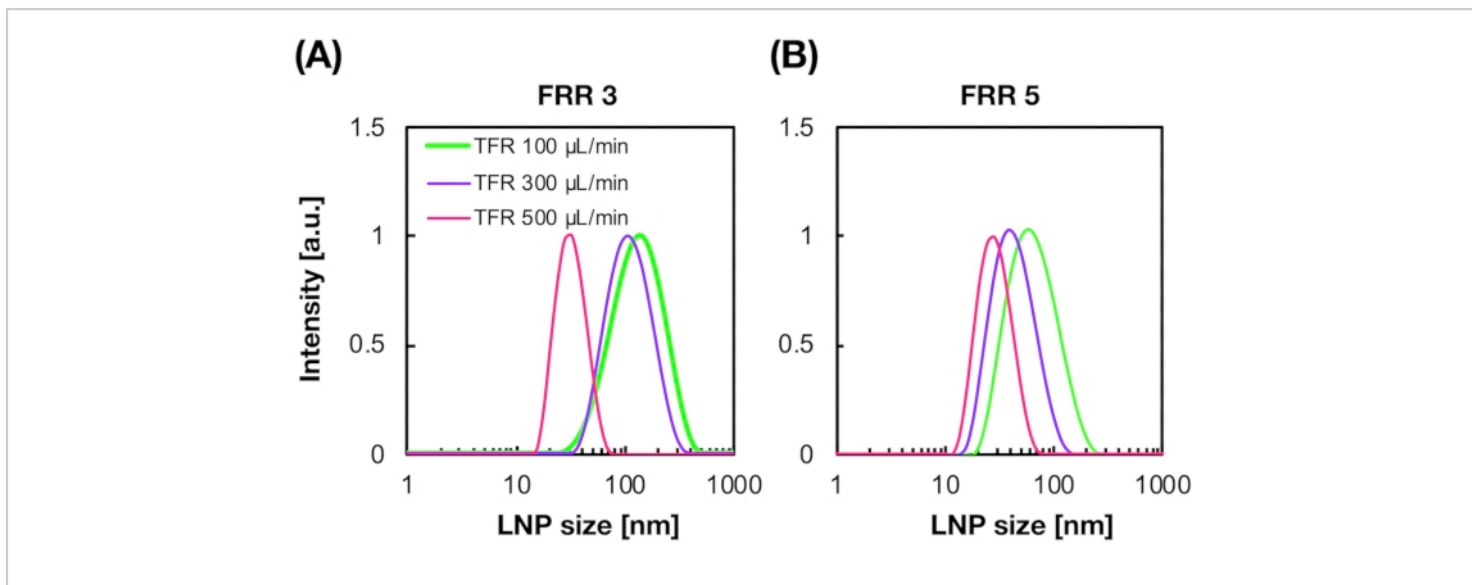 (A)
FRR 3
1.5
1
0.5
0
Intensity [a.u.]
TFR 100 µL/min
TFR 300 µL/min
TFR 500 µL/min
1 10 100 1000
LNP size [nm]
(B)
FRR 5
1.5
1
0.5
0
1 10 100 1000
LNP size [nm]